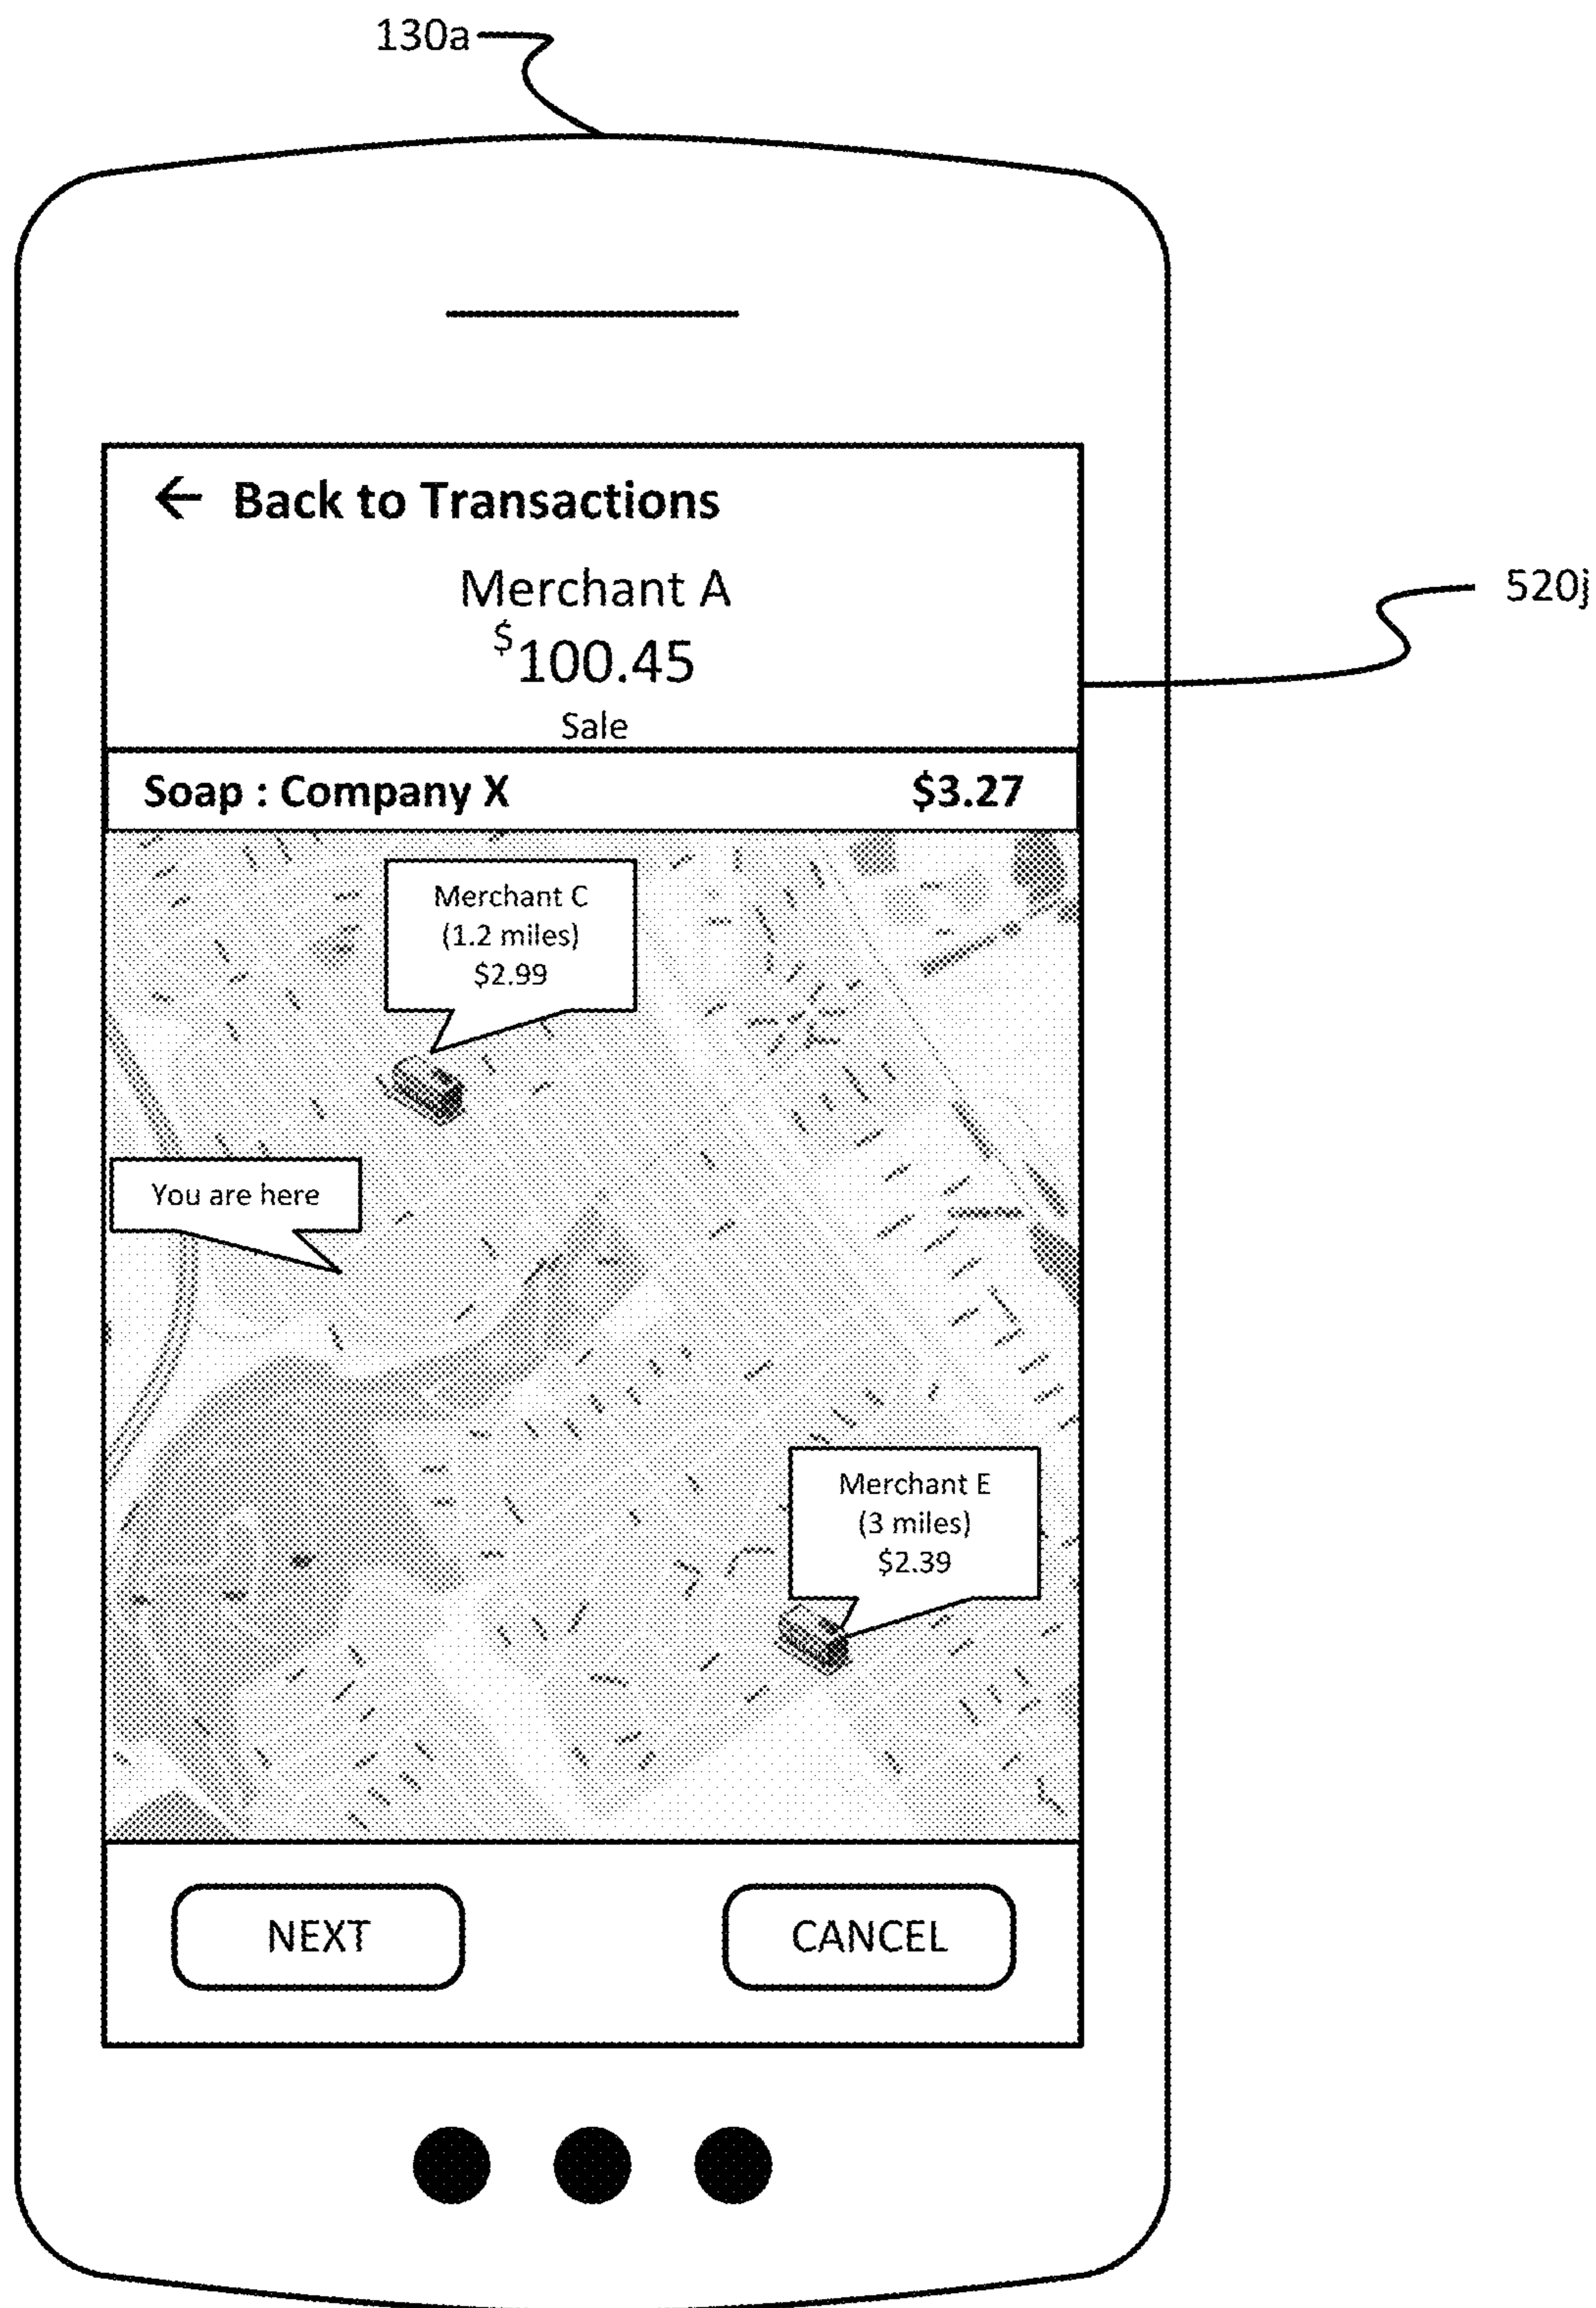 130a
← Back to Transactions
Merchant A
$100.45
520j
Sale
Soap : Company X $3.27
Merchant C
(1.2 miles)
$2.99
You are here
Merchant E
(3 miles)
$2.39
NEXT CANCEL